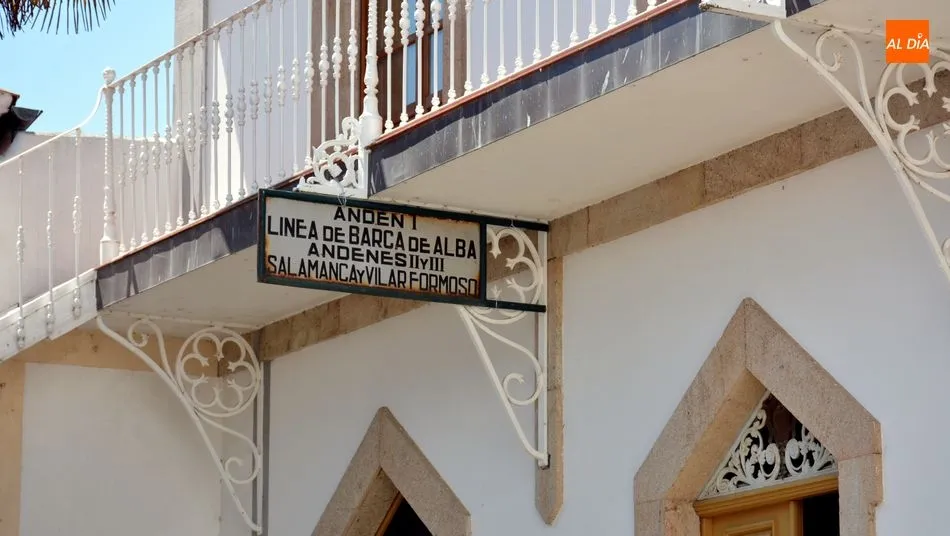 AL DÍA
ANDEN I
LINEA DE BARCA DE ALBA
ANDENES II Y III
SALAMANCA Y VILAR FORMOSO